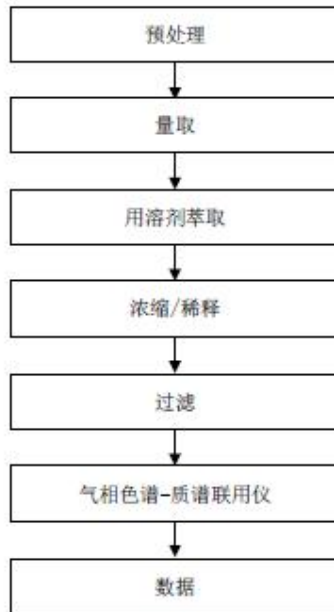 预处理
量取
用溶剂萃取
浓缩/稀释
过滤
气相色谱-质谱联用仪
数据